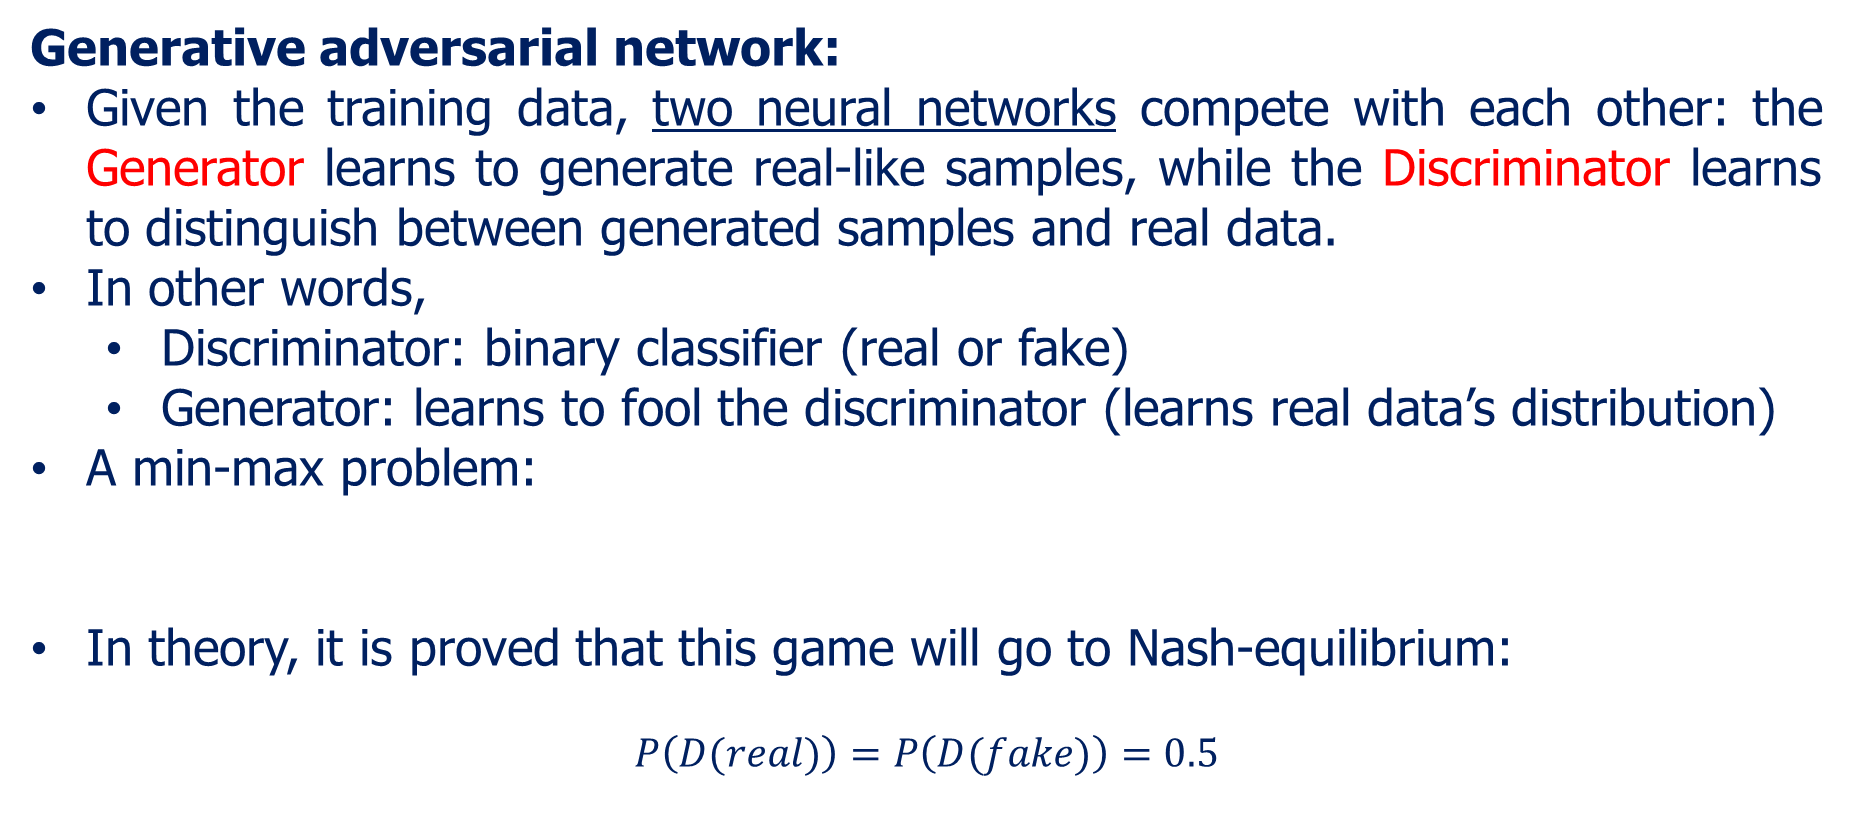 Generative adversarial network:
• Given the training data, two neural networks compete with each other: the
Generator learns to generate real-like samples, while the Discriminator learns
to distinguish between generated samples and real data.
• In other words,
• Discriminator: binary classifier (real or fake)
• Generator: learns to fool the discriminator (learns real data’s distribution)
• A min-max problem:
• In theory, it is proved that this game will go to Nash-equilibrium:
P(D(real)) = P(D(fake)) = 0.5